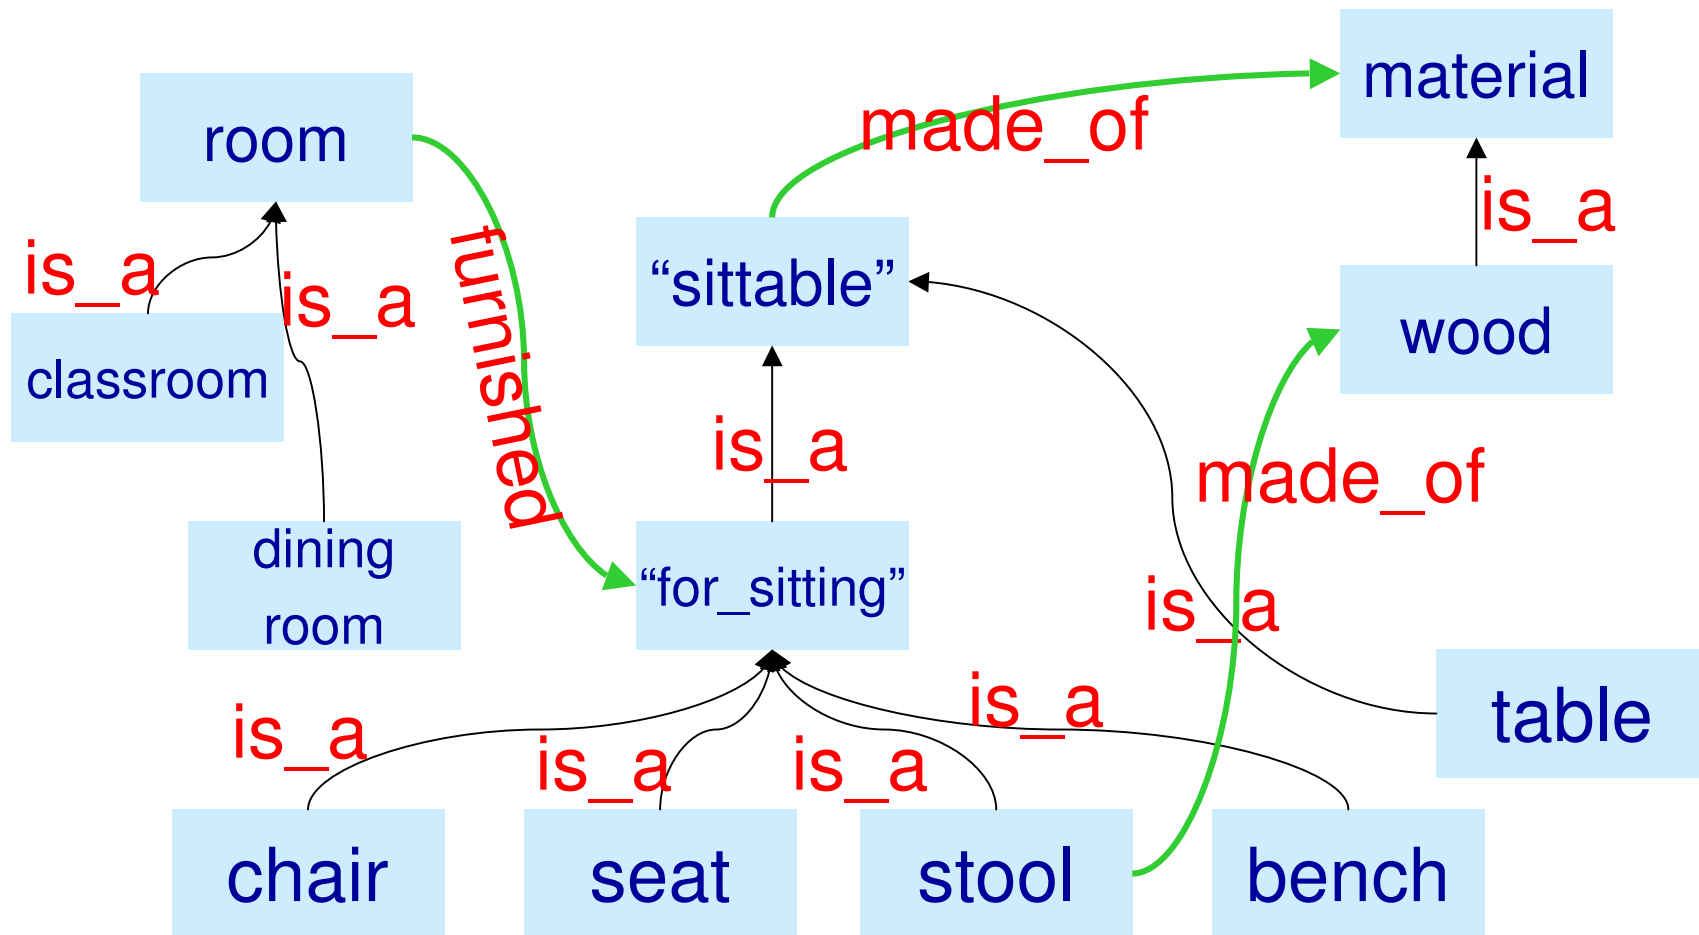 material
room
made_of
is_a
is_a
is_a
furnished
“sittable”
wood
classroom
is_a
made_of
dining
room
“for_sitting”
is_a
is_a
is_a
is_a
is_a
table
chair
seat
stool
bench